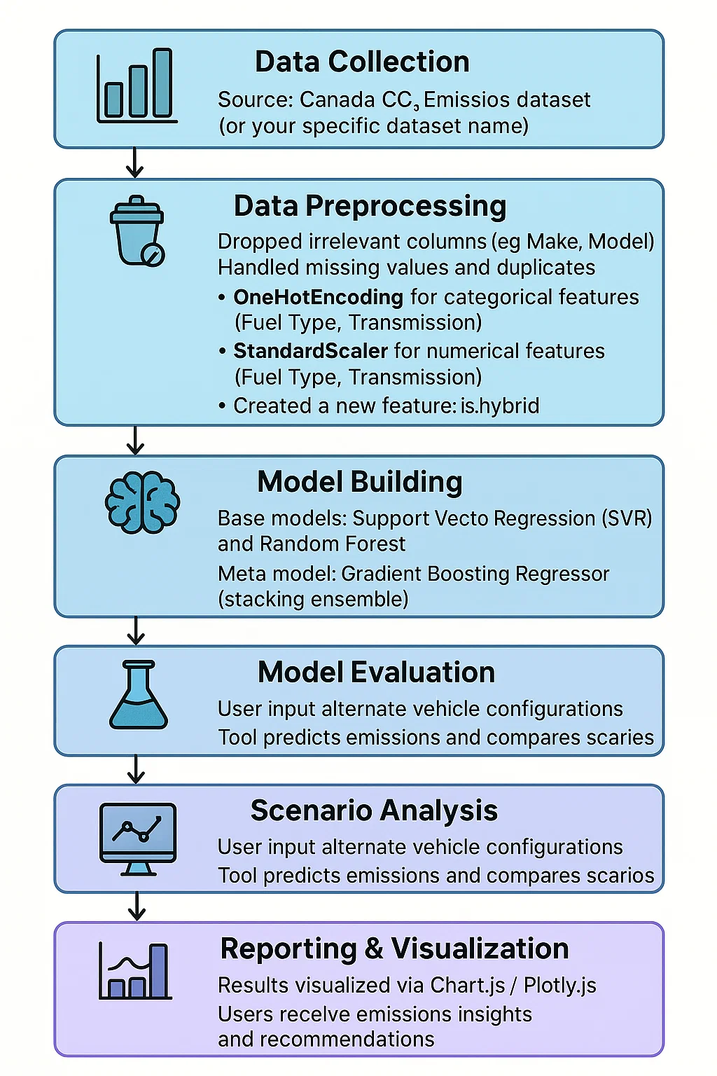 Data Collection
Source: Canada CC₃ Emissios dataset
(or your specific dataset name)
Data Preprocessing
Dropped irrelevant columns (eg Make, Model)
Handled missing values and duplicates
• OneHotEncoding for categorical features
(Fuel Type, Transmission)
• StandardScaler for numerical features
(Fuel Type, Transmission)
• Created a new feature: is.hybrid
Model Building
Base models: Support Vecto Regression (SVR)
and Random Forest
Meta model: Gradient Boosting Regressor
(stacking ensemble)
Model Evaluation
User input alternate vehicle configurations
Tool predicts emissions and compares scaries
Scenario Analysis
User input alternate vehicle configurations
Tool predicts emissions and compares scarios
Reporting & Visualization
Results visualized via Chart.js / Plotly.js
Users recelve emissions insights
and recommendations